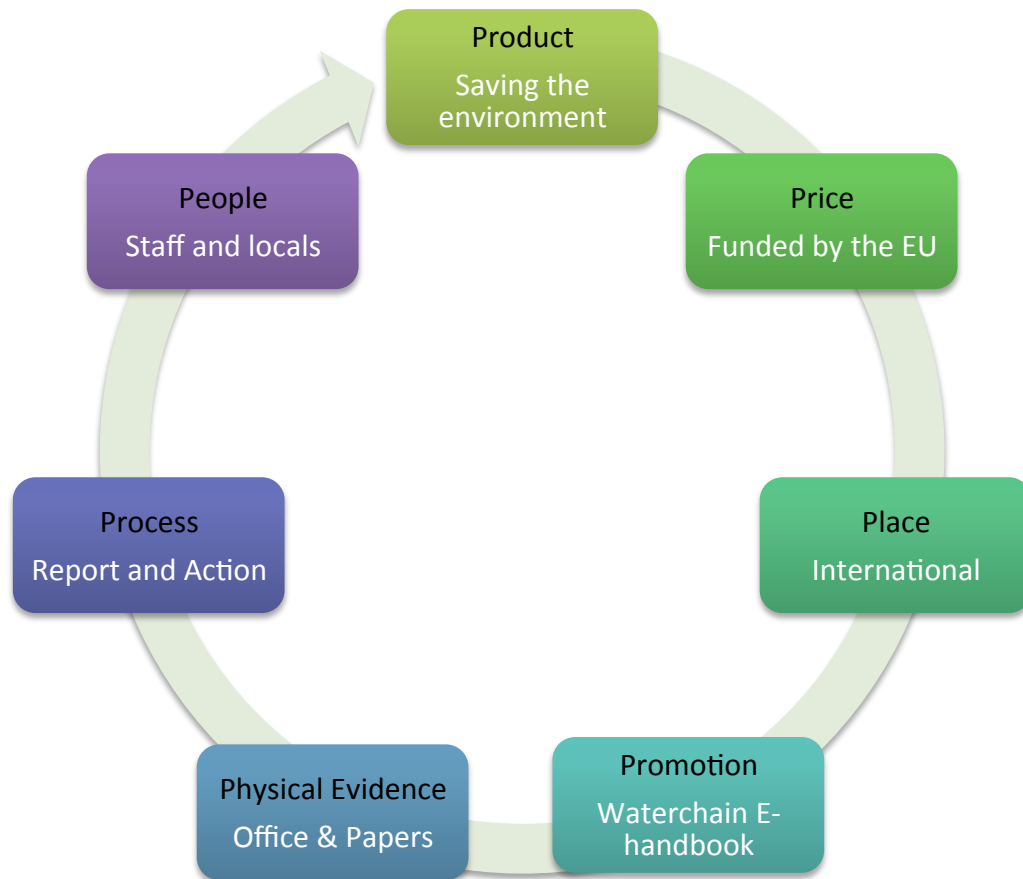 Product
Saving the
environment
Price
Funded by the EU
Place
International
Promotion
Waterchain E-
handbook
Physical Evidence
Office & Papers
Process
Report and Action
People
Staff and locals